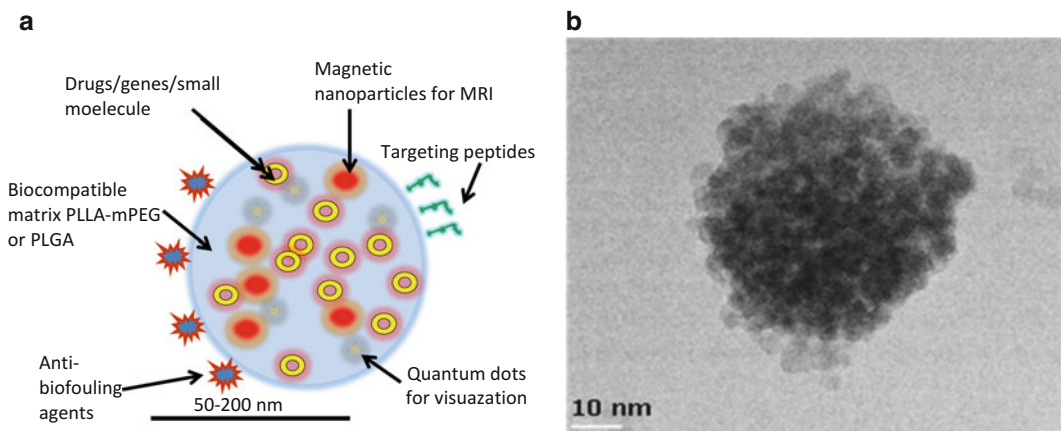 a
Drugs/genes/small
moelecule
Magnetic
nanoparticles for MRI
Targeting peptides
Biocompatible
matrix PLLA-mPEG
or PLGA
Anti-
biofouling
agents
50-200 nm
Quantum dots
for visuazation
b
10 nm